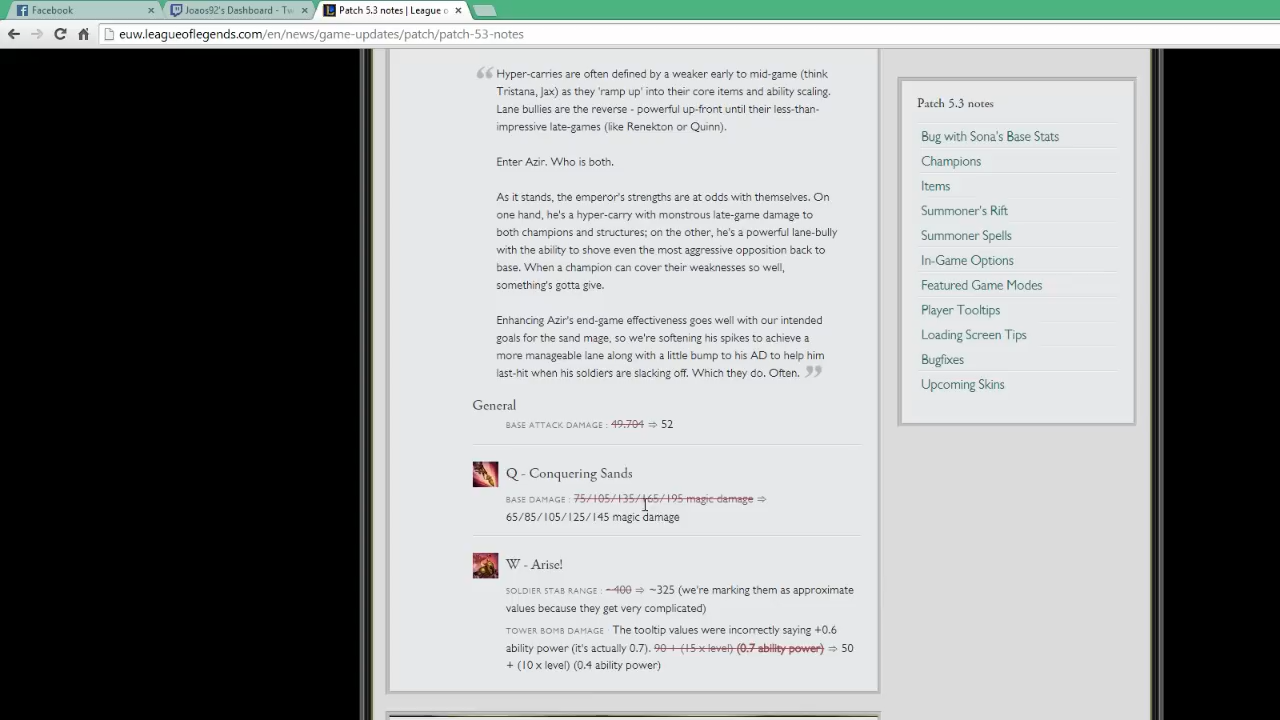 Facebook
Joaos92's Dashboard - Tw
Patch 5.3 notes | League o
euw.leagueoflegends.com/en/news/game-updates/patch/patch-53-notes
Hyper-carries are often defined by a weaker early to mid-game (think
Tristana, Jax) as they 'ramp up' into their core items and ability scaling.
Lane bullies are the reverse - powerful up-front until their less-than-
impressive late-games (like Renekton or Quinn).
Enter Azir. Who is both.
As it stands, the emperor's strengths are at odds with themselves. On
one hand, he's a hyper-carry with monstrous late-game damage to
both champions and structures; on the other, he's a powerful lane-bully
with the ability to shove even the most aggressive opposition back to
base. When a champion can cover their weaknesses so well,
something's gotta give.
Enhancing Azir's end-game effectiveness goes well with our intended
goals for the sand mage, so we're softening his spikes to achieve a
more manageable lane along with a little bump to his AD to help him
last-hit when his soldiers are slacking off. Which they do. Often.
General
BASE ATTACK DAMAGE : 49.704 ⇒ 52
Q - Conquering Sands
BASE DAMAGE : 75/105/135/165/195 magic damage ⇒
65/85/105/125/145 magic damage
W - Arise!
SOLDIER STAB RANGE : ~400 ⇒ ~325 (we're marking them as approximate
values because they get very complicated)
TOWER BOMB DAMAGE : The tooltip values were incorrectly saying +0.6
ability power (it's actually 0.7). 90 + (15 x level) (0.7 ability power) ⇒ 50
+ (10 x level) (0.4 ability power)
Patch 5.3 notes
Bug with Sona's Base Stats
Champions
Items
Summoner's Rift
Summoner Spells
In-Game Options
Featured Game Modes
Player Tooltips
Loading Screen Tips
Bugfixes
Upcoming Skins